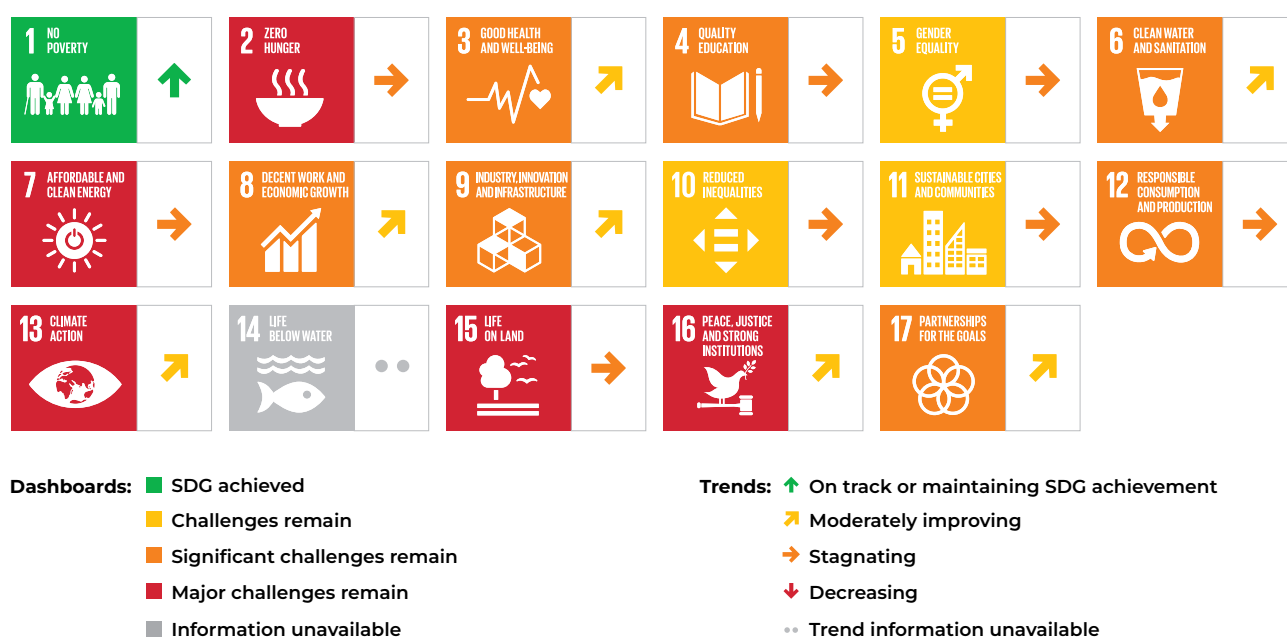 1 NO
POVERTY
2 ZERO
HUNGER
3 GOOD HEALTH
AND WELL-BEING
4 QUALITY
EDUCATION
5 GENDER
EQUALITY
6 CLEAN WATER
AND SANITATION
7 AFFORDABLE AND
CLEAN ENERGY
8 DECENT WORK AND
ECONOMIC GROWTH
9 INDUSTRY, INNOVATION
AND INFRASTRUCTURE
10 REDUCED
INEQUALITIES
11 SUSTAINABLE CITIES
AND COMMUNITIES
12 RESPONSIBLE
CONSUMPTION
AND PRODUCTION
13 CLIMATE
ACTION
14 LIFE
BELOW WATER
15 LIFE
ON LAND
16 PEACE, JUSTICE
AND STRONG
INSTITUTIONS
17 PARTNERSHIPS
FOR THE GOALS
Dashboards: SDG achieved
Challenges remain
Significant challenges remain
Major challenges remain
Information unavailable
Trends: On track or maintaining SDG achievement
Moderately improving
Stagnating
Decreasing
Trend information unavailable